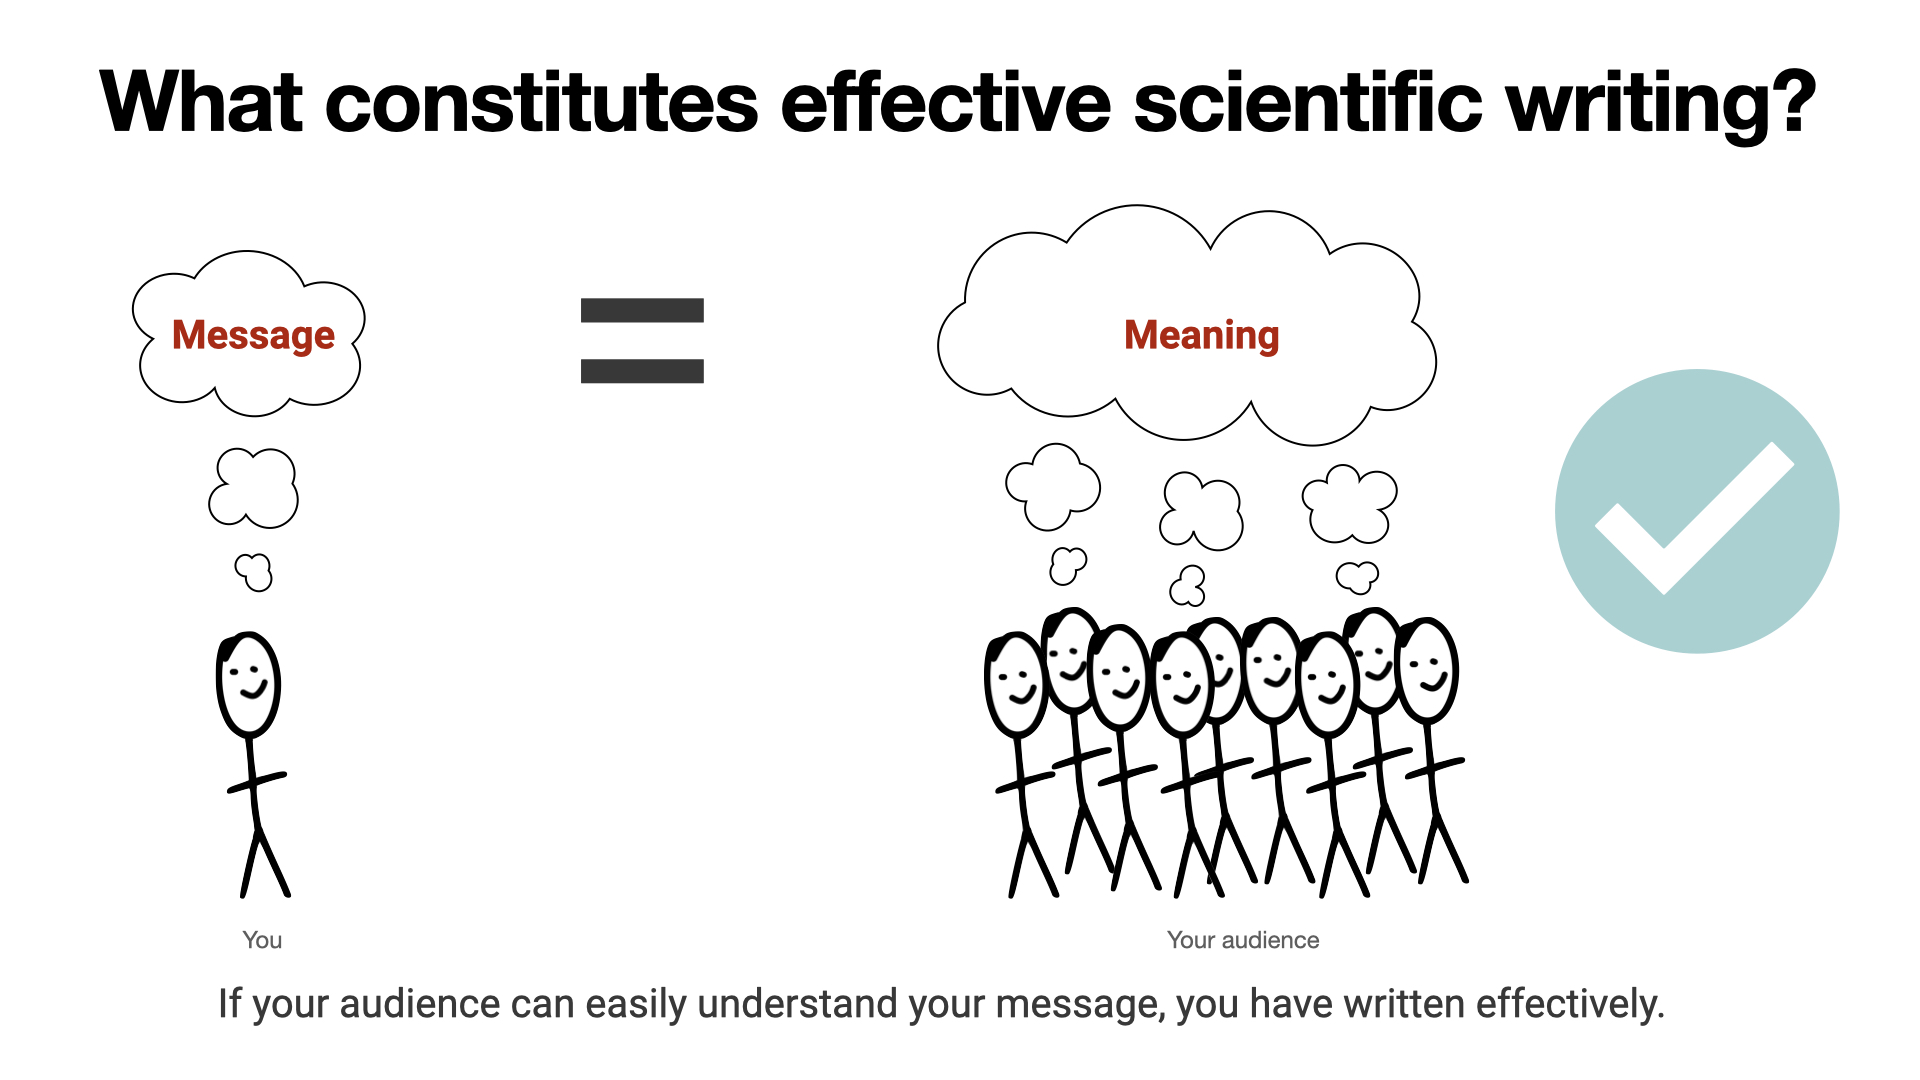 What constitutes effective scientific writing?
Message
Meaning
You
Your audience
If your audience can easily understand your message, you have written effectively.